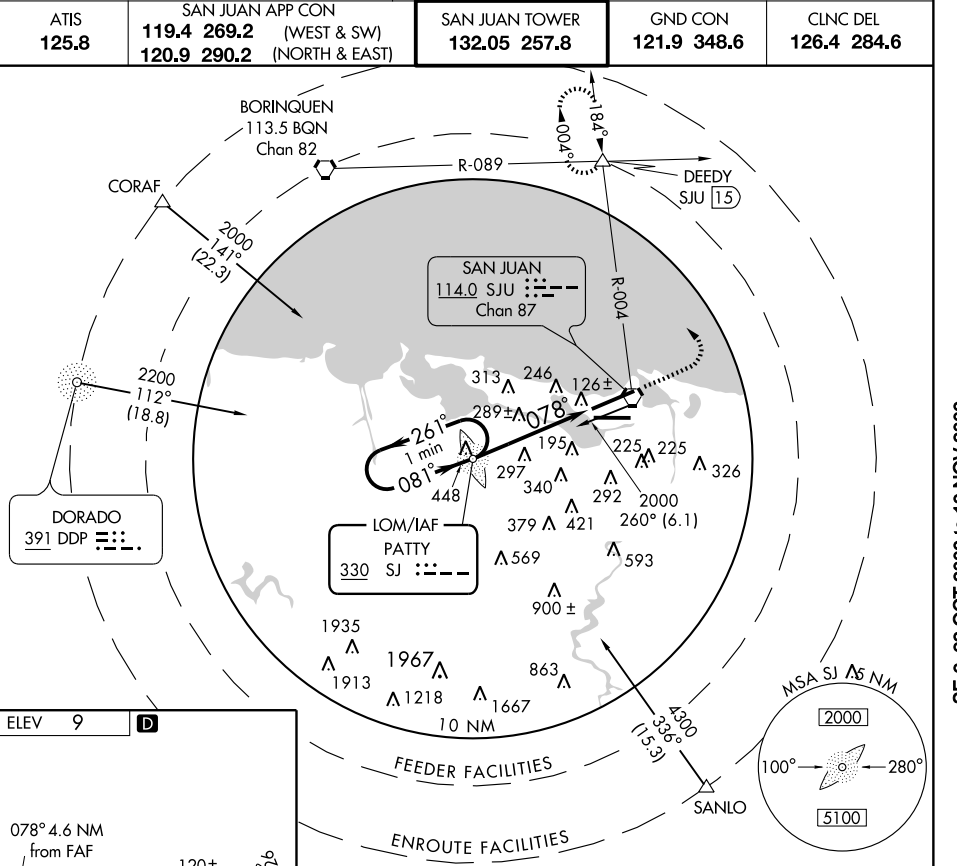 ATIS
125.8
SAN JUAN APP CON
119.4 269.2 (WEST & SW)
120.9 290.2 (NORTH & EAST)
SAN JUAN TOWER
132.05 257.8
GND CON
121.9 348.6
CLNC DEL
126.4 284.6
BORINQUEN
113.5 BQN
Chan 82
R-089
004°
184°
DEEDY
SJU 15
CORAF
2000
141°
(22.3)
SAN JUAN
114.0 SJU
Chan 87
R-004
2200
112°
(18.8)
313
246
126±
289±
078°
261°
1 min
081°
448
195
297
340
225
225
326
292
2000
260° (6.1)
379
421
DORADO
391 DDP
LOM/IAF
PATTY
330 SJ
569
593
900 ±
1935
1913
1967
1218
1667
863
10 NM
4300
336°
(15.3)
SANLO
FEEDER FACILITIES
ENROUTE FACILITIES
MSA SJ 25 NM
2000
100°
280°
5100
ELEV 9
D
078° 4.6 NM
from FAF